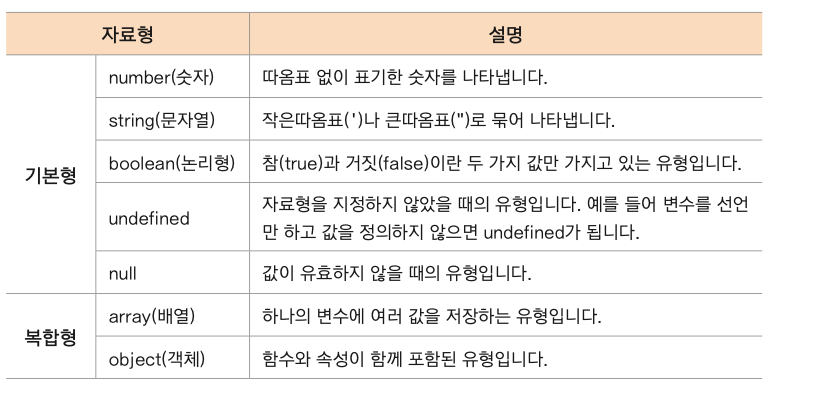 자료형 설명
기본형
number(숫자) 따옴표 없이 표기한 숫자를 나타냅니다.
string(문자열) 작은따옴표(')나 큰따옴표(")로 묶어 나타냅니다.
boolean(논리형) 참(true)과 거짓(false)이란 두 가지 값만 가지고 있는 유형입니다.
undefined 자료형을 지정하지 않았을 때의 유형입니다. 예를 들어 변수를 선언
만 하고 값을 정의하지 않으면 undefined가 됩니다.
null 값이 유효하지 않을 때의 유형입니다.
복합형
array(배열) 하나의 변수에 여러 값을 저장하는 유형입니다.
object(객체) 함수와 속성이 함께 포함된 유형입니다.